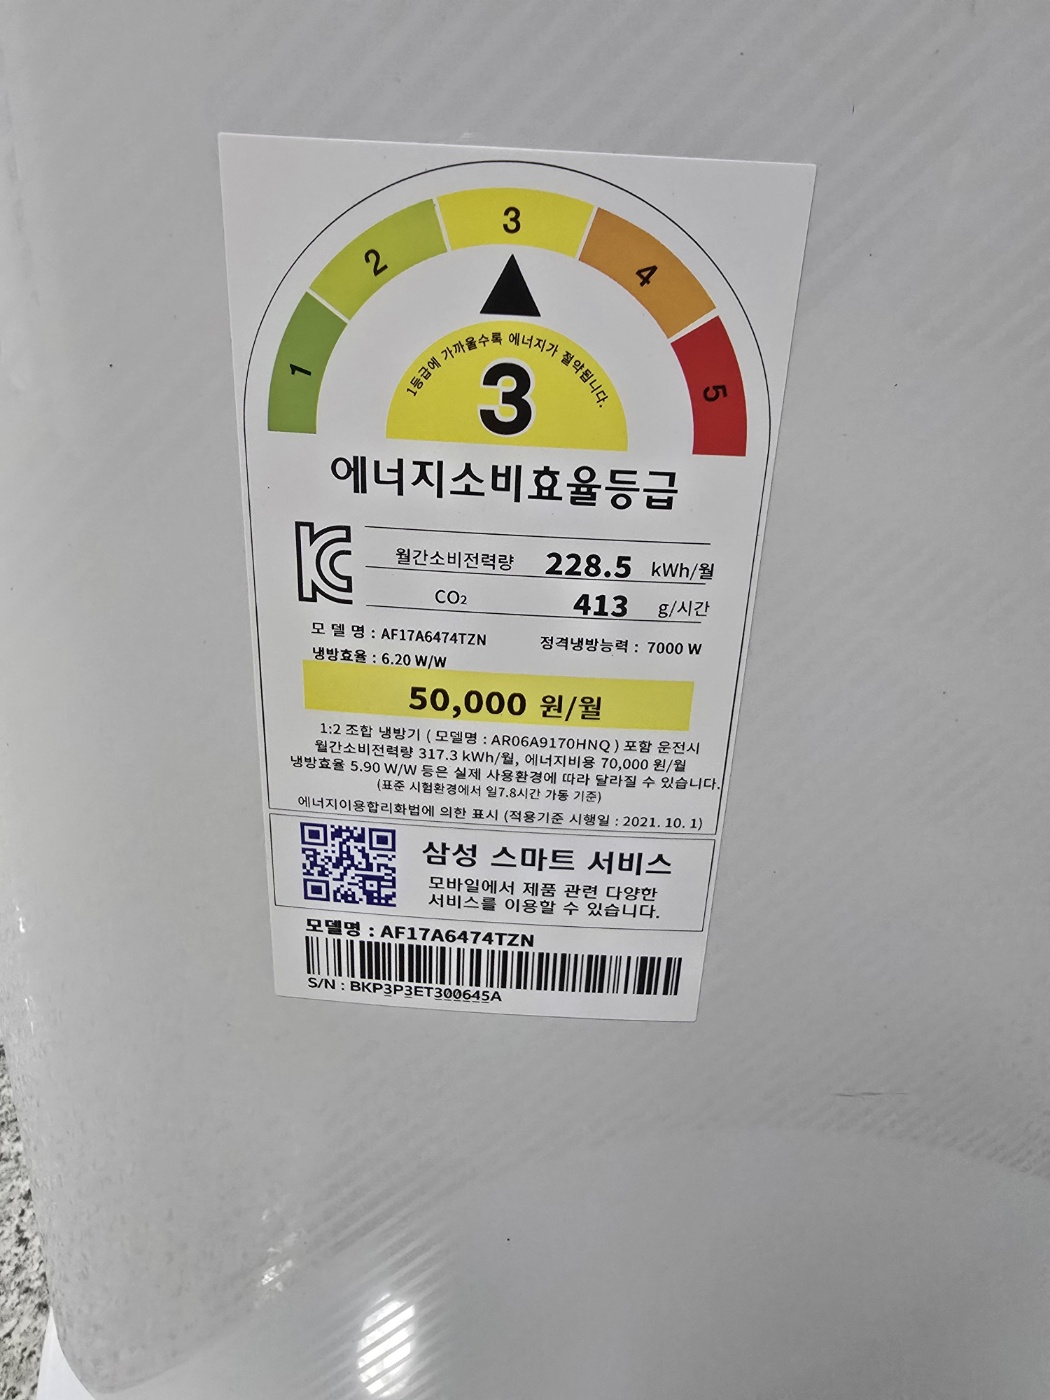 1
2
3
4
5
1등급에 가까울수록 에너지가 절약됩니다.
3
에너지소비효율등급
월간소비전력량 228.5 kWh/월
CO₂ 413 g/시간
모 델 명 : AF17A6474TZN 정격냉방능력 : 7000 W
냉방효율 : 6.20 W/W
50,000 원/월
1:2 조합 냉방기 ( 모델명 : AR06A9170HNQ ) 포함 운전시
월간소비전력량 317.3 kWh/월, 에너지비용 70,000 원/월
냉방효율 5.90 W/W 등은 실제 사용환경에 따라 달라질 수 있습니다.
(표준 시험환경에서 일7.8시간 가동 기준)
에너지이용합리화법에 의한 표시 (적용기준 시행일 : 2021. 10. 1)
삼성 스마트 서비스
모바일에서 제품 관련 다양한
서비스를 이용할 수 있습니다.
모델명 : AF17A6474TZN
S/N : BKP3P3ET300645A